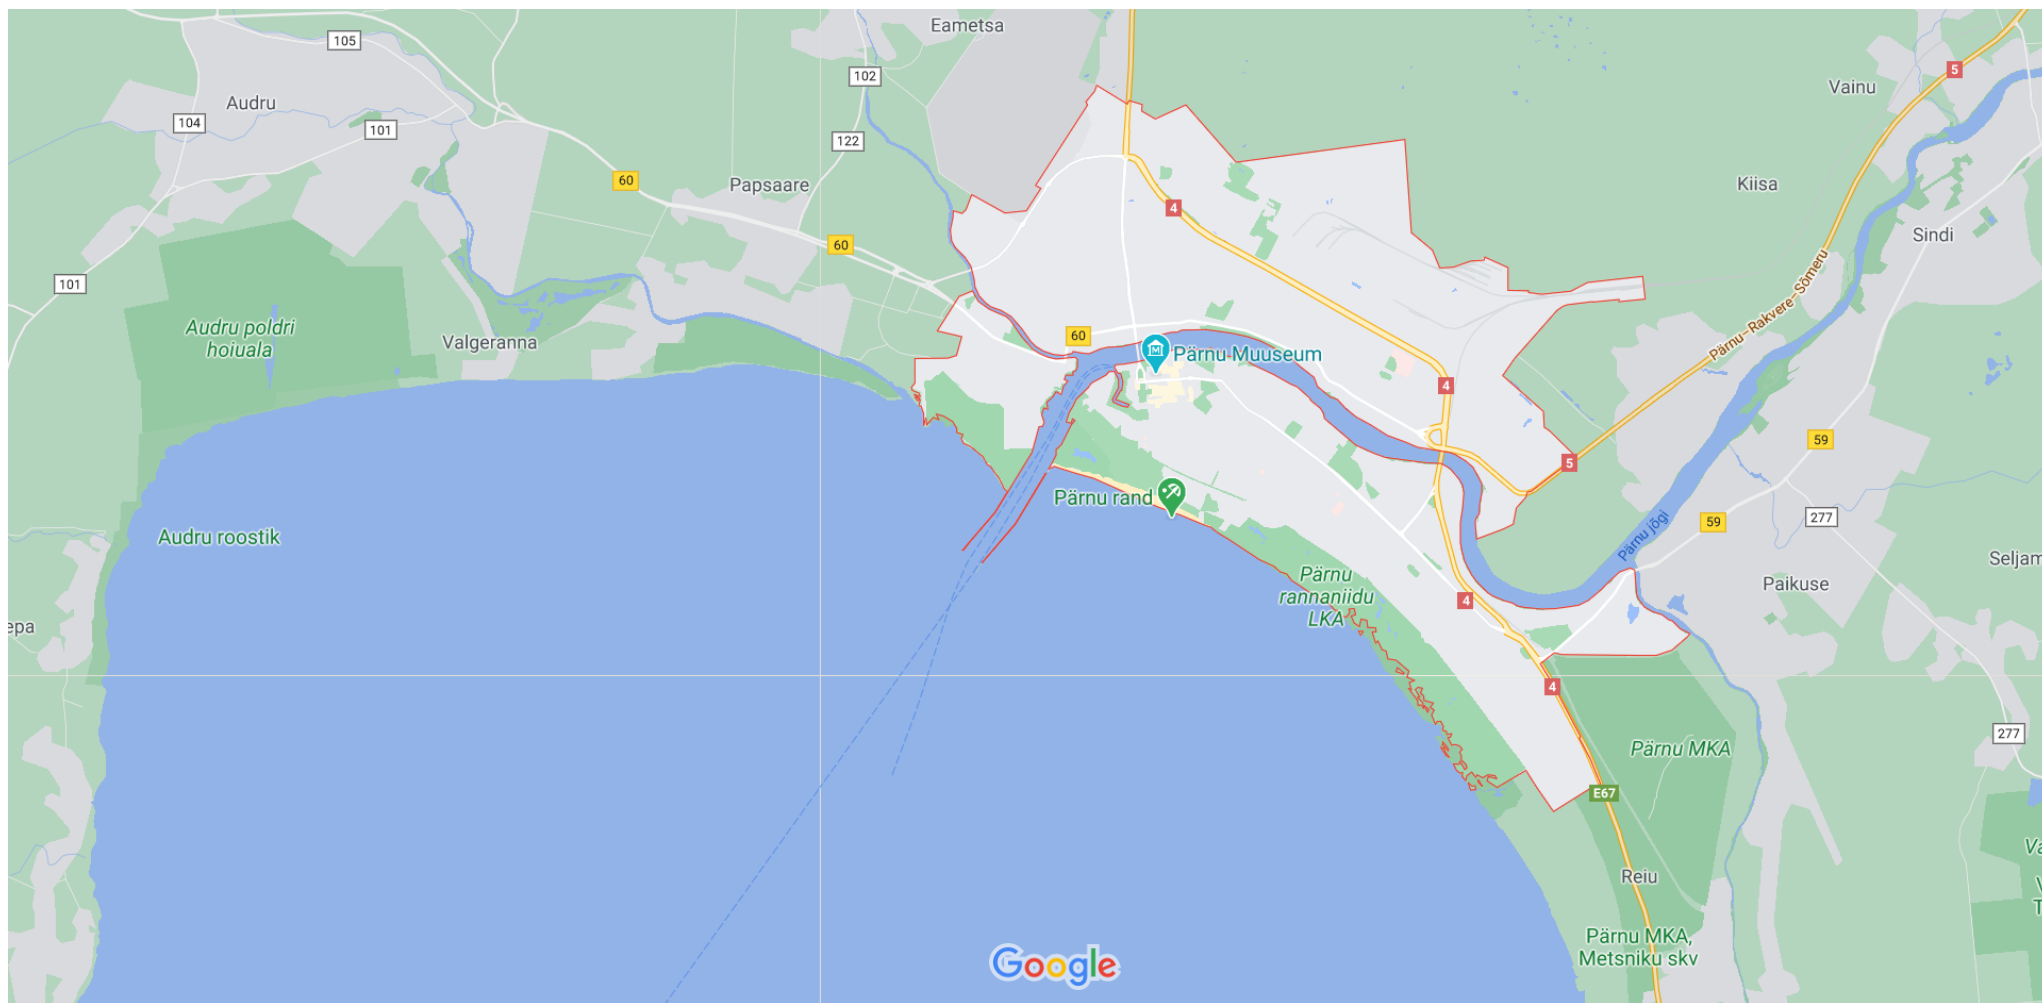 Eametsa
105
5
102
Vainu
Audru
104
101
122
60
Papsaare
Kiisa
4
Sindi
60
101
Pärnu-Rakvere-Sõmeru
Audru poldri
hoiuala
60
Valgeranna
Pärnu Muuseum
4
59
5
Pärnu rand
277
59
Pärnu jõgi
Audru roostik
Seljam
Pärnu
rannaniidu
LKA
Paikuse
4
epa
4
277
Pärnu MKA
E67
Va
Reiu
V
T
Pärnu MKA,
Metsniku skv
Google